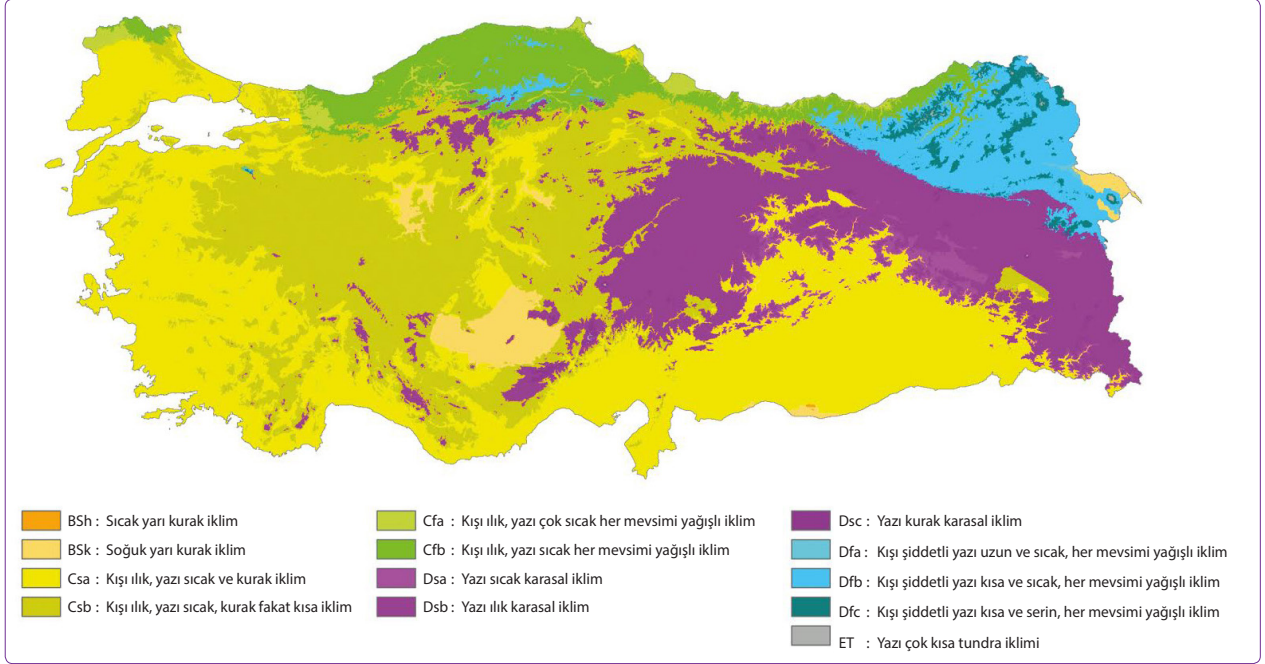 BSh : Sıcak yarı kurak iklim
BSk : Soğuk yarı kurak iklim
Csa : Kışı ılık, yazı sıcak ve kurak iklim
Csb : Kışı ılık, yazı sıcak, kurak fakat kısa iklim
Cfa : Kışı ılık, yazı çok sıcak her mevsimi yağışlı iklim
Cfb : Kışı ılık, yazı sıcak her mevsimi yağışlı iklim
Dsa : Yazı sıcak karasal iklim
Dsb : Yazı ılık karasal iklim
Dsc : Yazı kurak karasal iklim
Dfa : Kışı şiddetli yazı uzun ve sıcak, her mevsimi yağışlı iklim
Dfb : Kışı şiddetli yazı kısa ve sıcak, her mevsimi yağışlı iklim
Dfc : Kışı şiddetli yazı kısa ve serin, her mevsimi yağışlı iklim
ET : Yazı çok kısa tundra iklimi